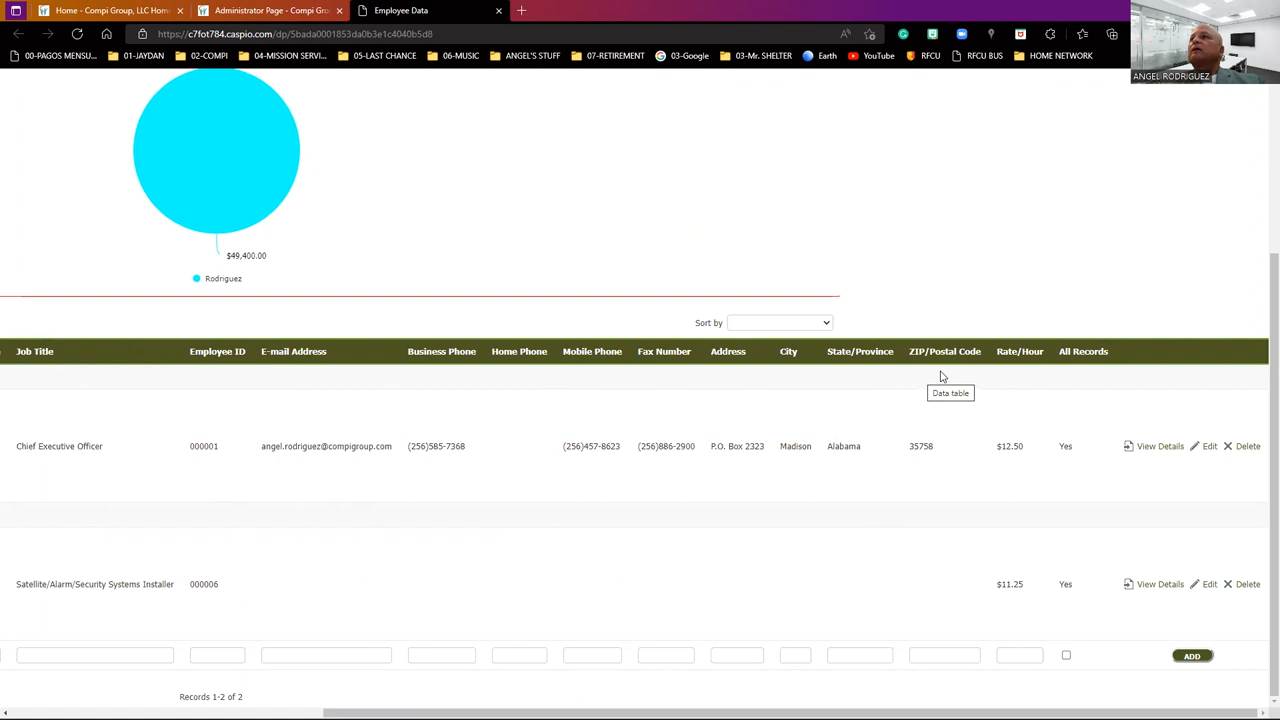 Home - Compi Group, LLC Hom
Administrator Page - Compi Gro
Employee Data
https://c7fot784.caspio.com/dp/5bada0001853da0b3e1c4040b5d8
00-PAGOS MENSU...
01-JAYDAN
02-COMPI
04-MISSION SERVI...
05-LAST CHANCE
06-MUSIC
ANGEL'S STUFF
07-RETIREMENT
03-Google
03-Mr. SHELTER
Earth
YouTube
RFCU
RFCU BUS
HOME NETWORK
ANGEL RODRIGUEZ
$49,400.00
Rodriguez
Sort by
Job Title Employee ID E-mail Address Business Phone Home Phone Mobile Phone Fax Number Address City State/Province ZIP/Postal Code Rate/Hour All Records
Data table
Chief Executive Officer 000001 angel.rodriguez@compigroup.com (256)585-7368 (256)457-8623 (256)886-2900 P.O. Box 2323 Madison Alabama 35758 $12.50 Yes View Details Edit Delete
Satellite/Alarm/Security Systems Installer 000006 $11.25 Yes View Details Edit Delete
ADD
Records 1-2 of 2